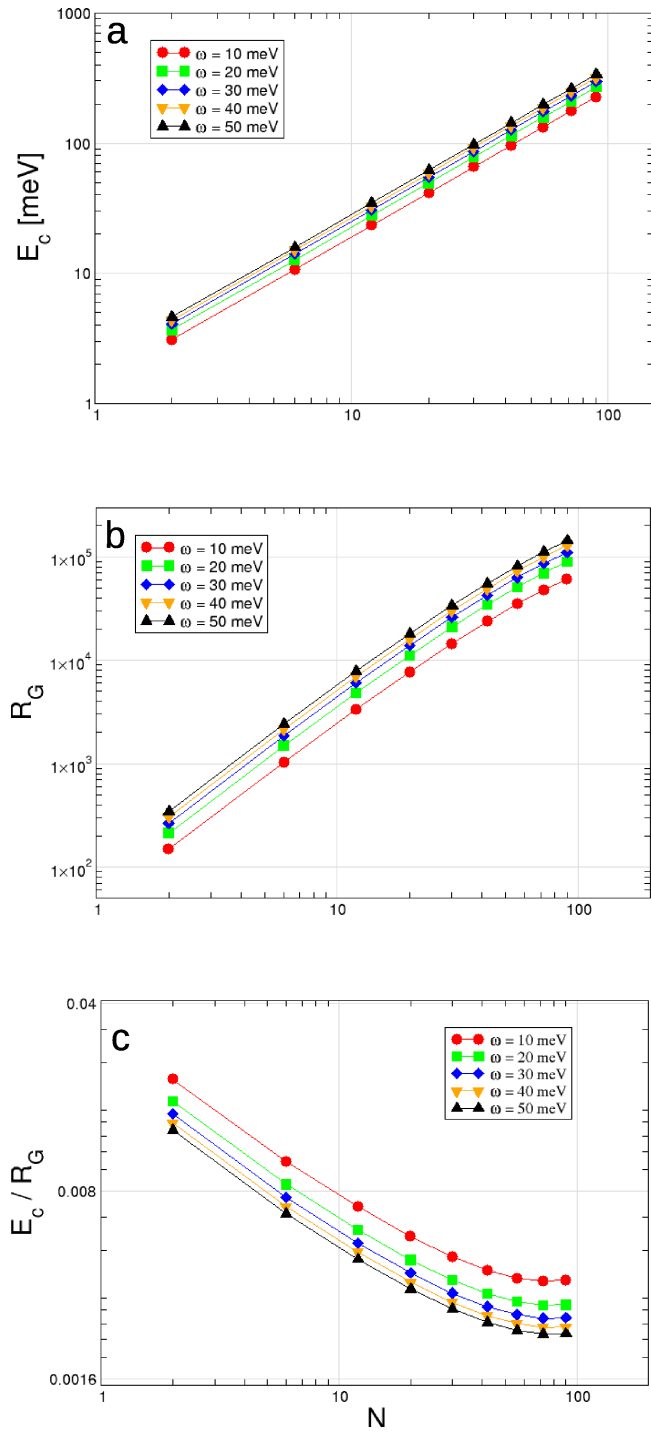 a
1000
100
10
1
E_c [meV]
ω = 10 meV
ω = 20 meV
ω = 30 meV
ω = 40 meV
ω = 50 meV
1
10
100
b
1×10^5
1×10^4
1×10^3
1×10^2
R_G
ω = 10 meV
ω = 20 meV
ω = 30 meV
ω = 40 meV
ω = 50 meV
1
10
100
c
0.04
0.008
0.0016
E_c / R_G
ω = 10 meV
ω = 20 meV
ω = 30 meV
ω = 40 meV
ω = 50 meV
1
10
100
N